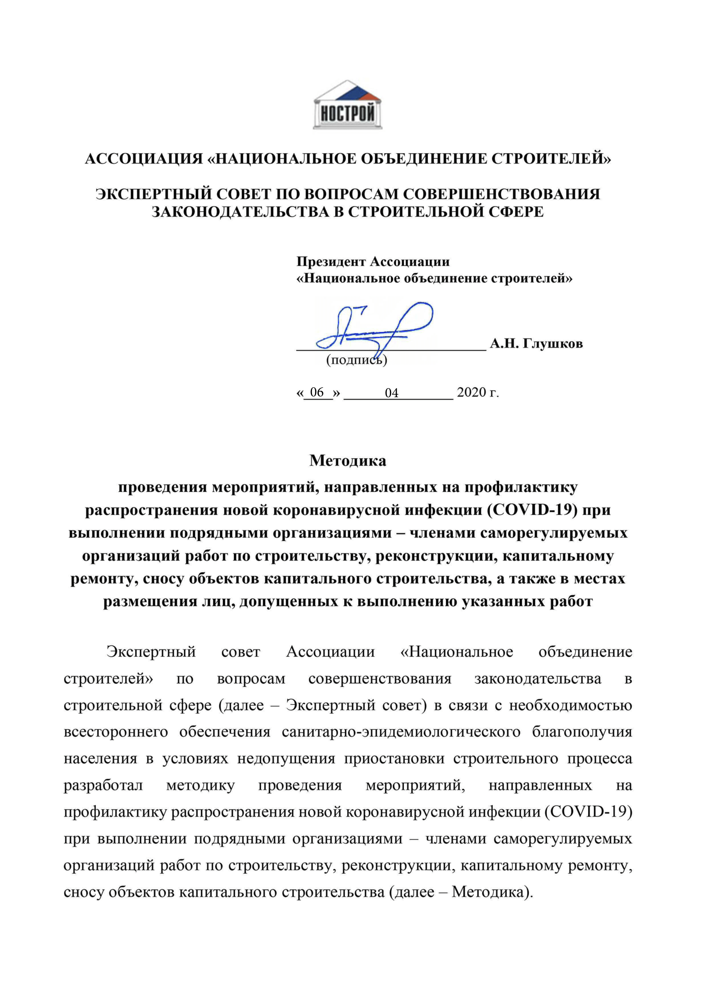 НОСТРОЙ
АССОЦИАЦИЯ «НАЦИОНАЛЬНОЕ ОБЪЕДИНЕНИЕ СТРОИТЕЛЕЙ»
ЭКСПЕРТНЫЙ СОВЕТ ПО ВОПРОСАМ СОВЕРШЕНСТВОВАНИЯ
ЗАКОНОДАТЕЛЬСТВА В СТРОИТЕЛЬНОЙ СФЕРЕ
Президент Ассоциации
«Национальное объединение строителей»
А.Н. Глушков
(подпись)
«06» 04 2020 г.
Методика
проведения мероприятий, направленных на профилактику
распространения новой коронавирусной инфекции (COVID-19) при
выполнении подрядными организациями – членами саморегулируемых
организаций работ по строительству, реконструкции, капитальному
ремонту, сносу объектов капитального строительства, а также в местах
размещения лиц, допущенных к выполнению указанных работ
Экспертный совет Ассоциации «Национальное объединение
строителей» по вопросам совершенствования законодательства в
строительной сфере (далее – Экспертный совет) в связи с необходимостью
всестороннего обеспечения санитарно-эпидемиологического благополучия
населения в условиях недопущения приостановки строительного процесса
разработал методику проведения мероприятий, направленных на
профилактику распространения новой коронавирусной инфекции (COVID-19)
при выполнении подрядными организациями – членами саморегулируемых
организаций работ по строительству, реконструкции, капитальному ремонту,
сносу объектов капитального строительства (далее – Методика).